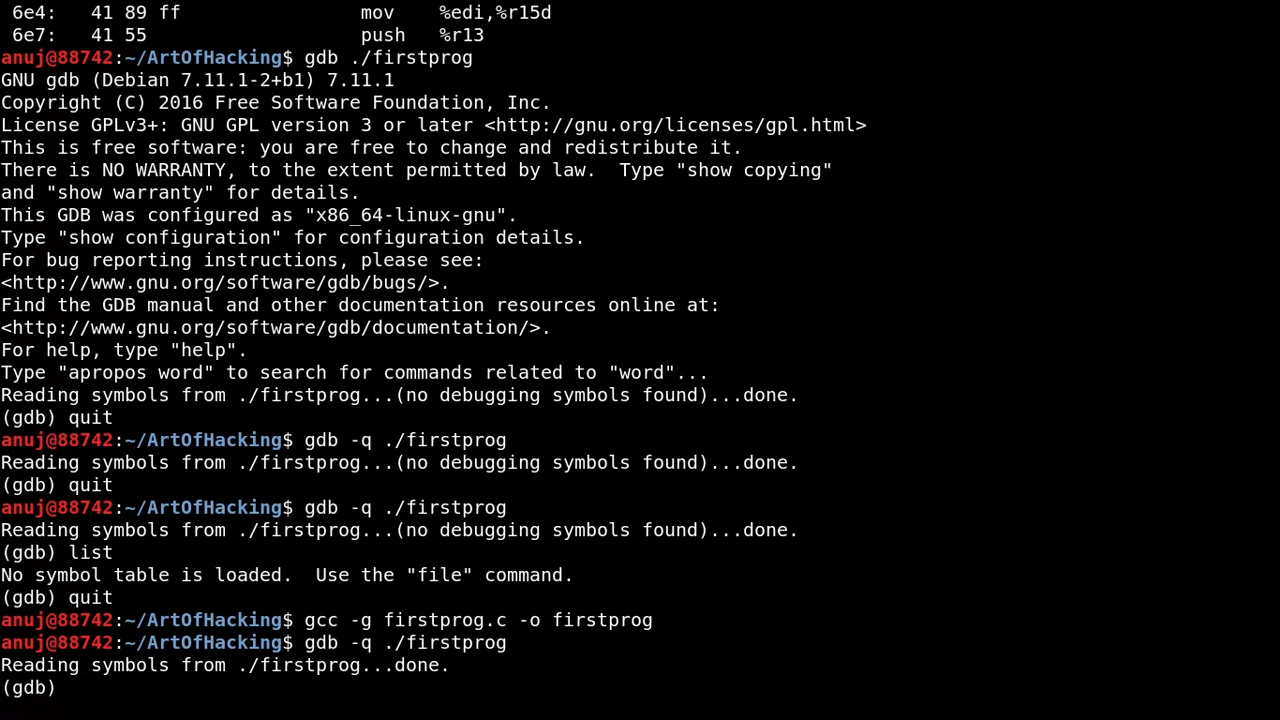 6e4:   41 89 ff                mov    %edi,%r15d
6e7:   41 55                   push   %r13
anuj@88742:~/ArtOfHacking$ gdb ./firstprog
GNU gdb (Debian 7.11.1-2+b1) 7.11.1
Copyright (C) 2016 Free Software Foundation, Inc.
License GPLv3+: GNU GPL version 3 or later <http://gnu.org/licenses/gpl.html>
This is free software: you are free to change and redistribute it.
There is NO WARRANTY, to the extent permitted by law.  Type "show copying"
and "show warranty" for details.
This GDB was configured as "x86_64-linux-gnu".
Type "show configuration" for configuration details.
For bug reporting instructions, please see:
<http://www.gnu.org/software/gdb/bugs/>.
Find the GDB manual and other documentation resources online at:
<http://www.gnu.org/software/gdb/documentation/>.
For help, type "help".
Type "apropos word" to search for commands related to "word"...
Reading symbols from ./firstprog...(no debugging symbols found)...done.
(gdb) quit
anuj@88742:~/ArtOfHacking$ gdb -q ./firstprog
Reading symbols from ./firstprog...(no debugging symbols found)...done.
(gdb) quit
anuj@88742:~/ArtOfHacking$ gdb -q ./firstprog
Reading symbols from ./firstprog...(no debugging symbols found)...done.
(gdb) list
No symbol table is loaded.  Use the "file" command.
(gdb) quit
anuj@88742:~/ArtOfHacking$ gcc -g firstprog.c -o firstprog
anuj@88742:~/ArtOfHacking$ gdb -q ./firstprog
Reading symbols from ./firstprog...done.
(gdb)